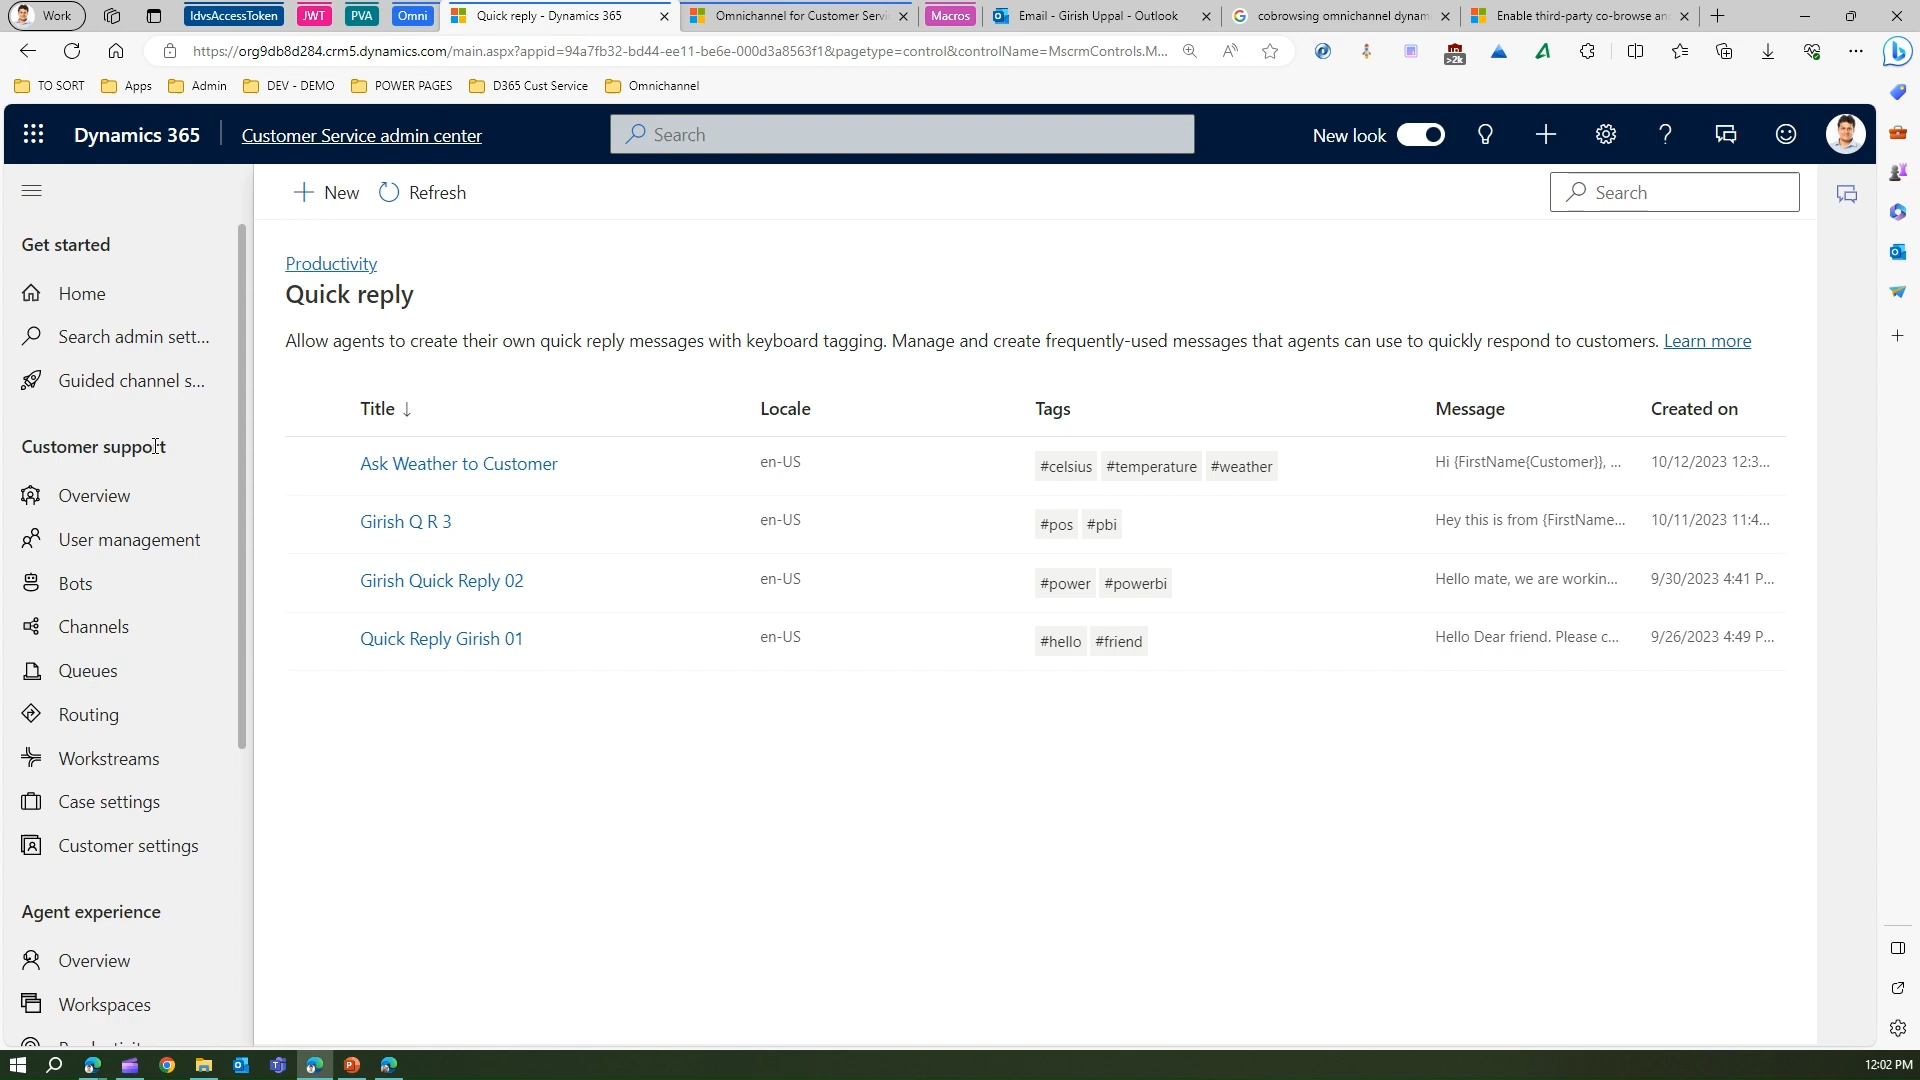 Work
IdvsAccessToken
JWT
PVA
Omni
Quick reply - Dynamics 365
Omnichannel for Customer Servi
Macros
Email - Girish Uppal - Outlook
cobrowsing omnichannel dynam
Enable third-party co-browse an
https://org9db8d284.crm5.dynamics.com/main.aspx?appid=94a7fb32-bd44-ee11-be6e-000d3a8563f1&pagetype=control&controlName=MscrmControls.M...
>2k
TO SORT
Apps
Admin
DEV - DEMO
POWER PAGES
D365 Cust Service
Omnichannel
Dynamics 365
Customer Service admin center
Search
New look
New
Refresh
Search
Get started
Home
Search admin sett...
Guided channel s...
Customer support
Overview
User management
Bots
Channels
Queues
Routing
Workstreams
Case settings
Customer settings
Agent experience
Overview
Workspaces
Productivity
Quick reply
Allow agents to create their own quick reply messages with keyboard tagging. Manage and create frequently-used messages that agents can use to quickly respond to customers. Learn more
Title ↓ Locale Tags Message Created on
Ask Weather to Customer en-US #celsius #temperature #weather Hi {FirstName{Customer}}, ... 10/12/2023 12:3...
Girish Q R 3 en-US #pos #pbi Hey this is from {FirstName... 10/11/2023 11:4...
Girish Quick Reply 02 en-US #power #powerbi Hello mate, we are workin... 9/30/2023 4:41 P...
Quick Reply Girish 01 en-US #hello #friend Hello Dear friend. Please c... 9/26/2023 4:49 P...
12:02 PM